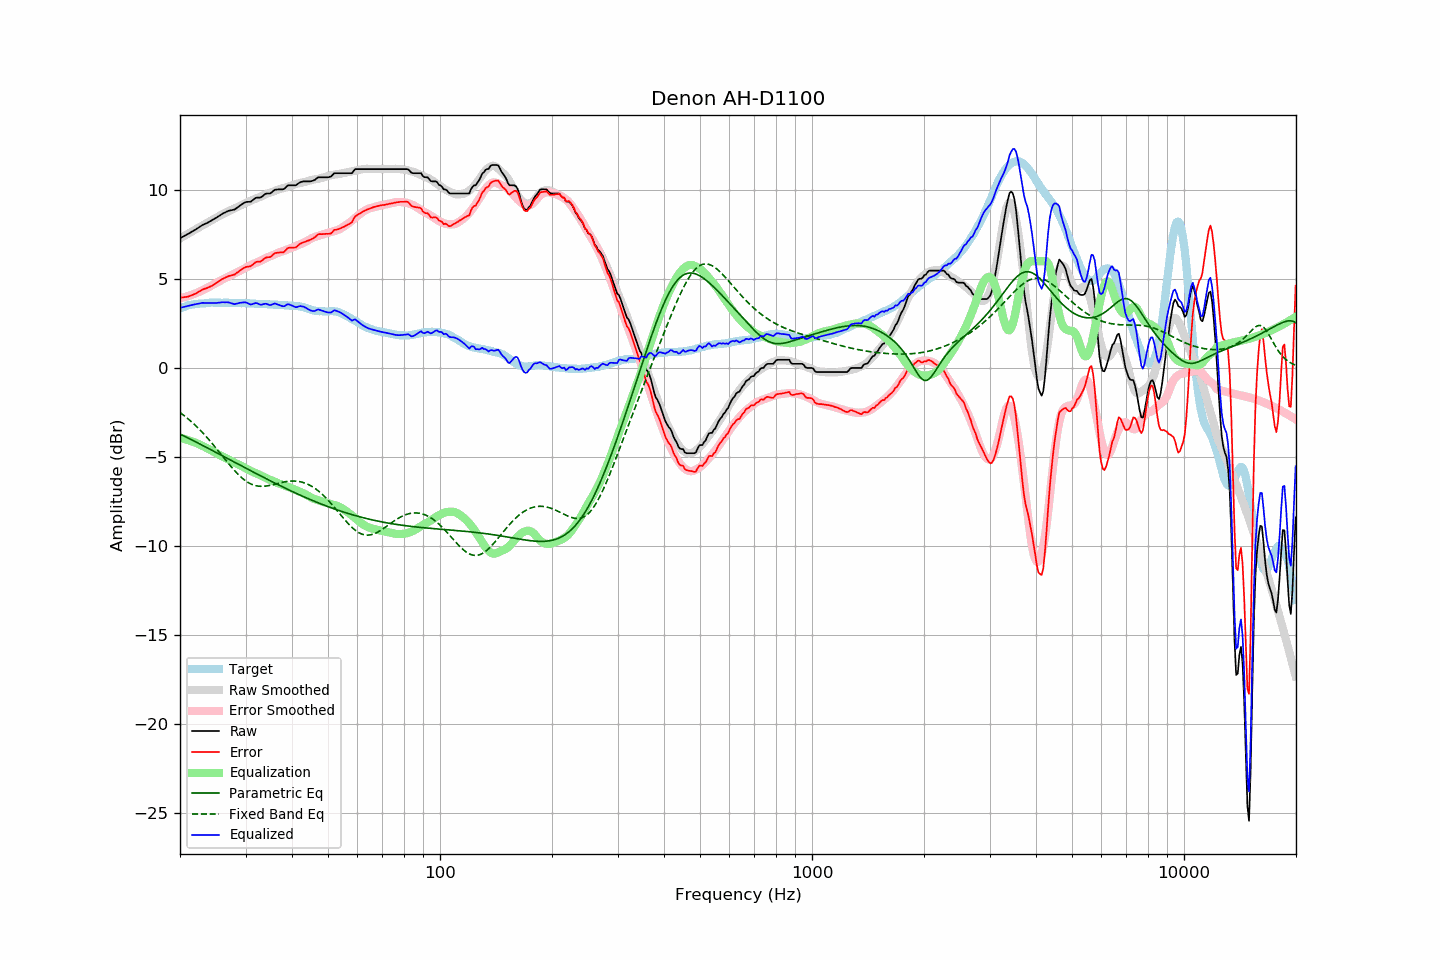 Denon AH-D1100
Amplitude (dBr)
10
5
0
−5
−10
−15
−20
−25
Target
Raw Smoothed
Error Smoothed
Raw
Error
Equalization
Parametric Eq
Fixed Band Eq
Equalized
100
1000
10000
Frequency (Hz)